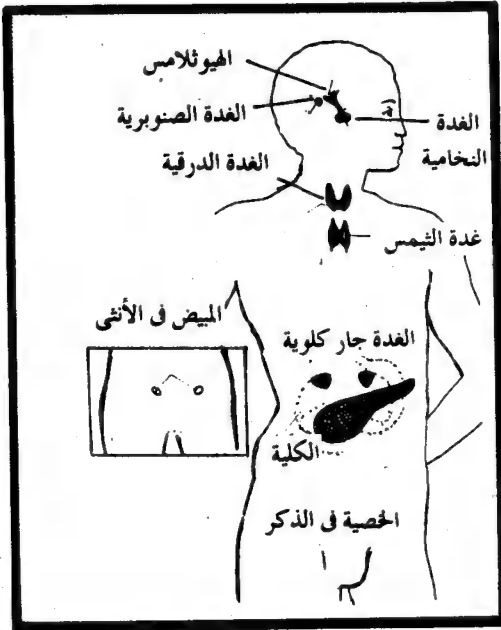 الهيوثلامس
الغدة الصنوبرية
الغدة
النخامية
الغدة الدرقية
غدة الثيمس
المبيض فى الأنثى
الغدة جار كلوية
الكلية
الخصية فى الذكر